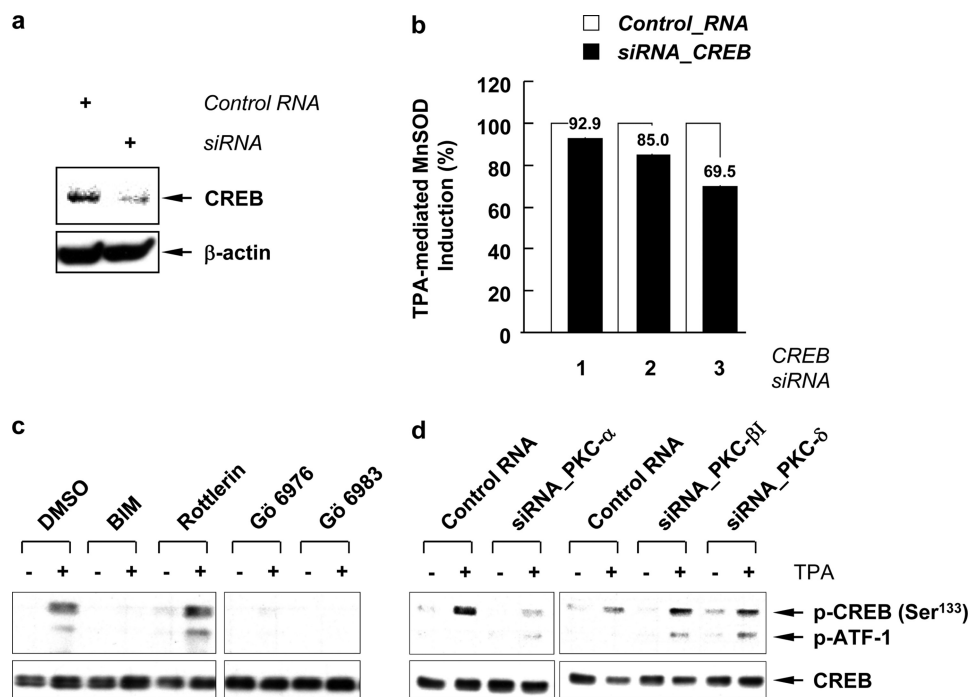 a
+ Control RNA
+ siRNA
CREB
β-actin
b
Control_RNA
siRNA_CREB
TPA-mediated MnSOD
Induction (%)
120
100
80
60
40
20
0
92.9
85.0
69.5
1 2 3
CREB
siRNA
c
DMSO BIM Rottlerin Gö 6976 Gö 6983
- + - + - + - + - +
d
Control RNA siRNA_PKC-α Control RNA siRNA_PKC-βI siRNA_PKC-δ
- + - + - + - + - + TPA
p-CREB (Ser¹³³)
p-ATF-1
CREB